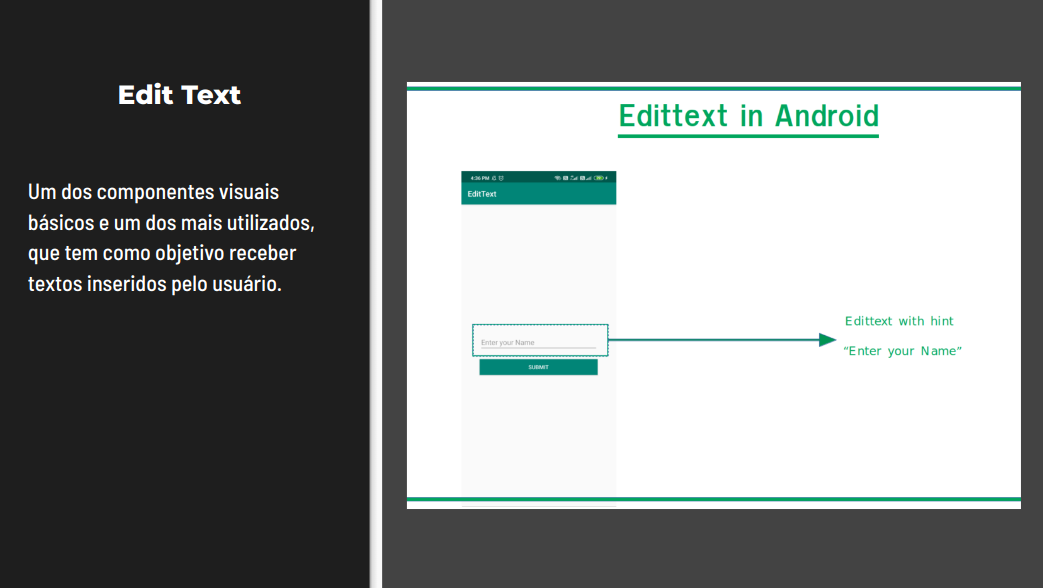 Edit Text
Um dos componentes visuais
básicos e um dos mais utilizados,
que tem como objetivo receber
textos inseridos pelo usuário.
Edittext in Android
4:36 PM
EditText
Enter your Name
SUBMIT
Edittext with hint
“Enter your Name”